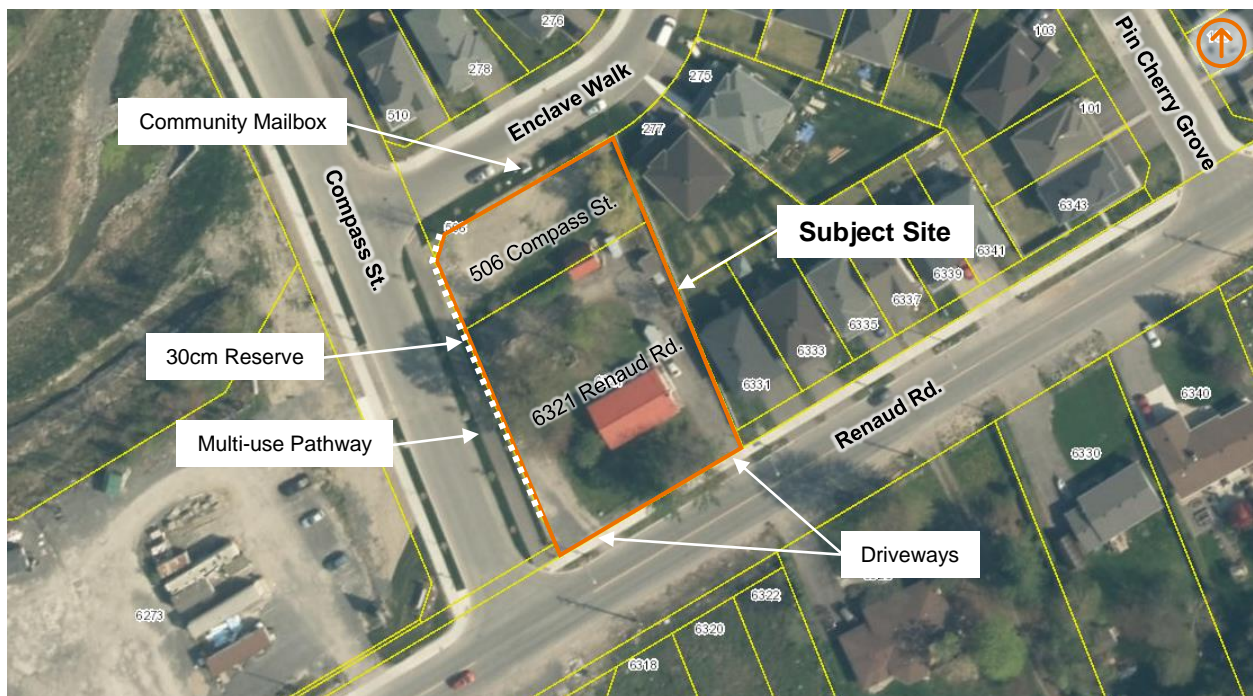 276
278
103
275
510
Community Mailbox
Enclave Walk
277
101
Pin Cherry Grove
Compass St.
506 Compass St.
Subject Site
6343
6341
6339
6337
6335
6333
6331
30cm Reserve
6321 Renaud Rd.
Multi-use Pathway
Renaud Rd.
6340
6330
Driveways
6322
6320
6318
6273